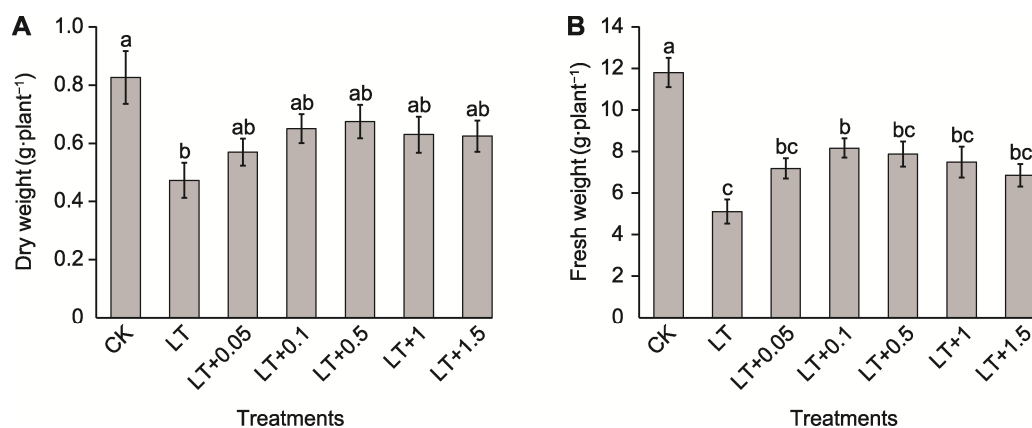 A
Dry weight (g·plant⁻¹)
1.0
0.8
0.6
0.4
0.2
0
a
b
ab
ab
ab
ab
ab
CK
LT
LT+0.05
LT+0.1
LT+0.5
LT+1
LT+1.5
Treatments
B
Fresh weight (g·plant⁻¹)
14
12
10
8
6
4
2
0
a
c
bc
b
bc
bc
bc
CK
LT
LT+0.05
LT+0.1
LT+0.5
LT+1
LT+1.5
Treatments